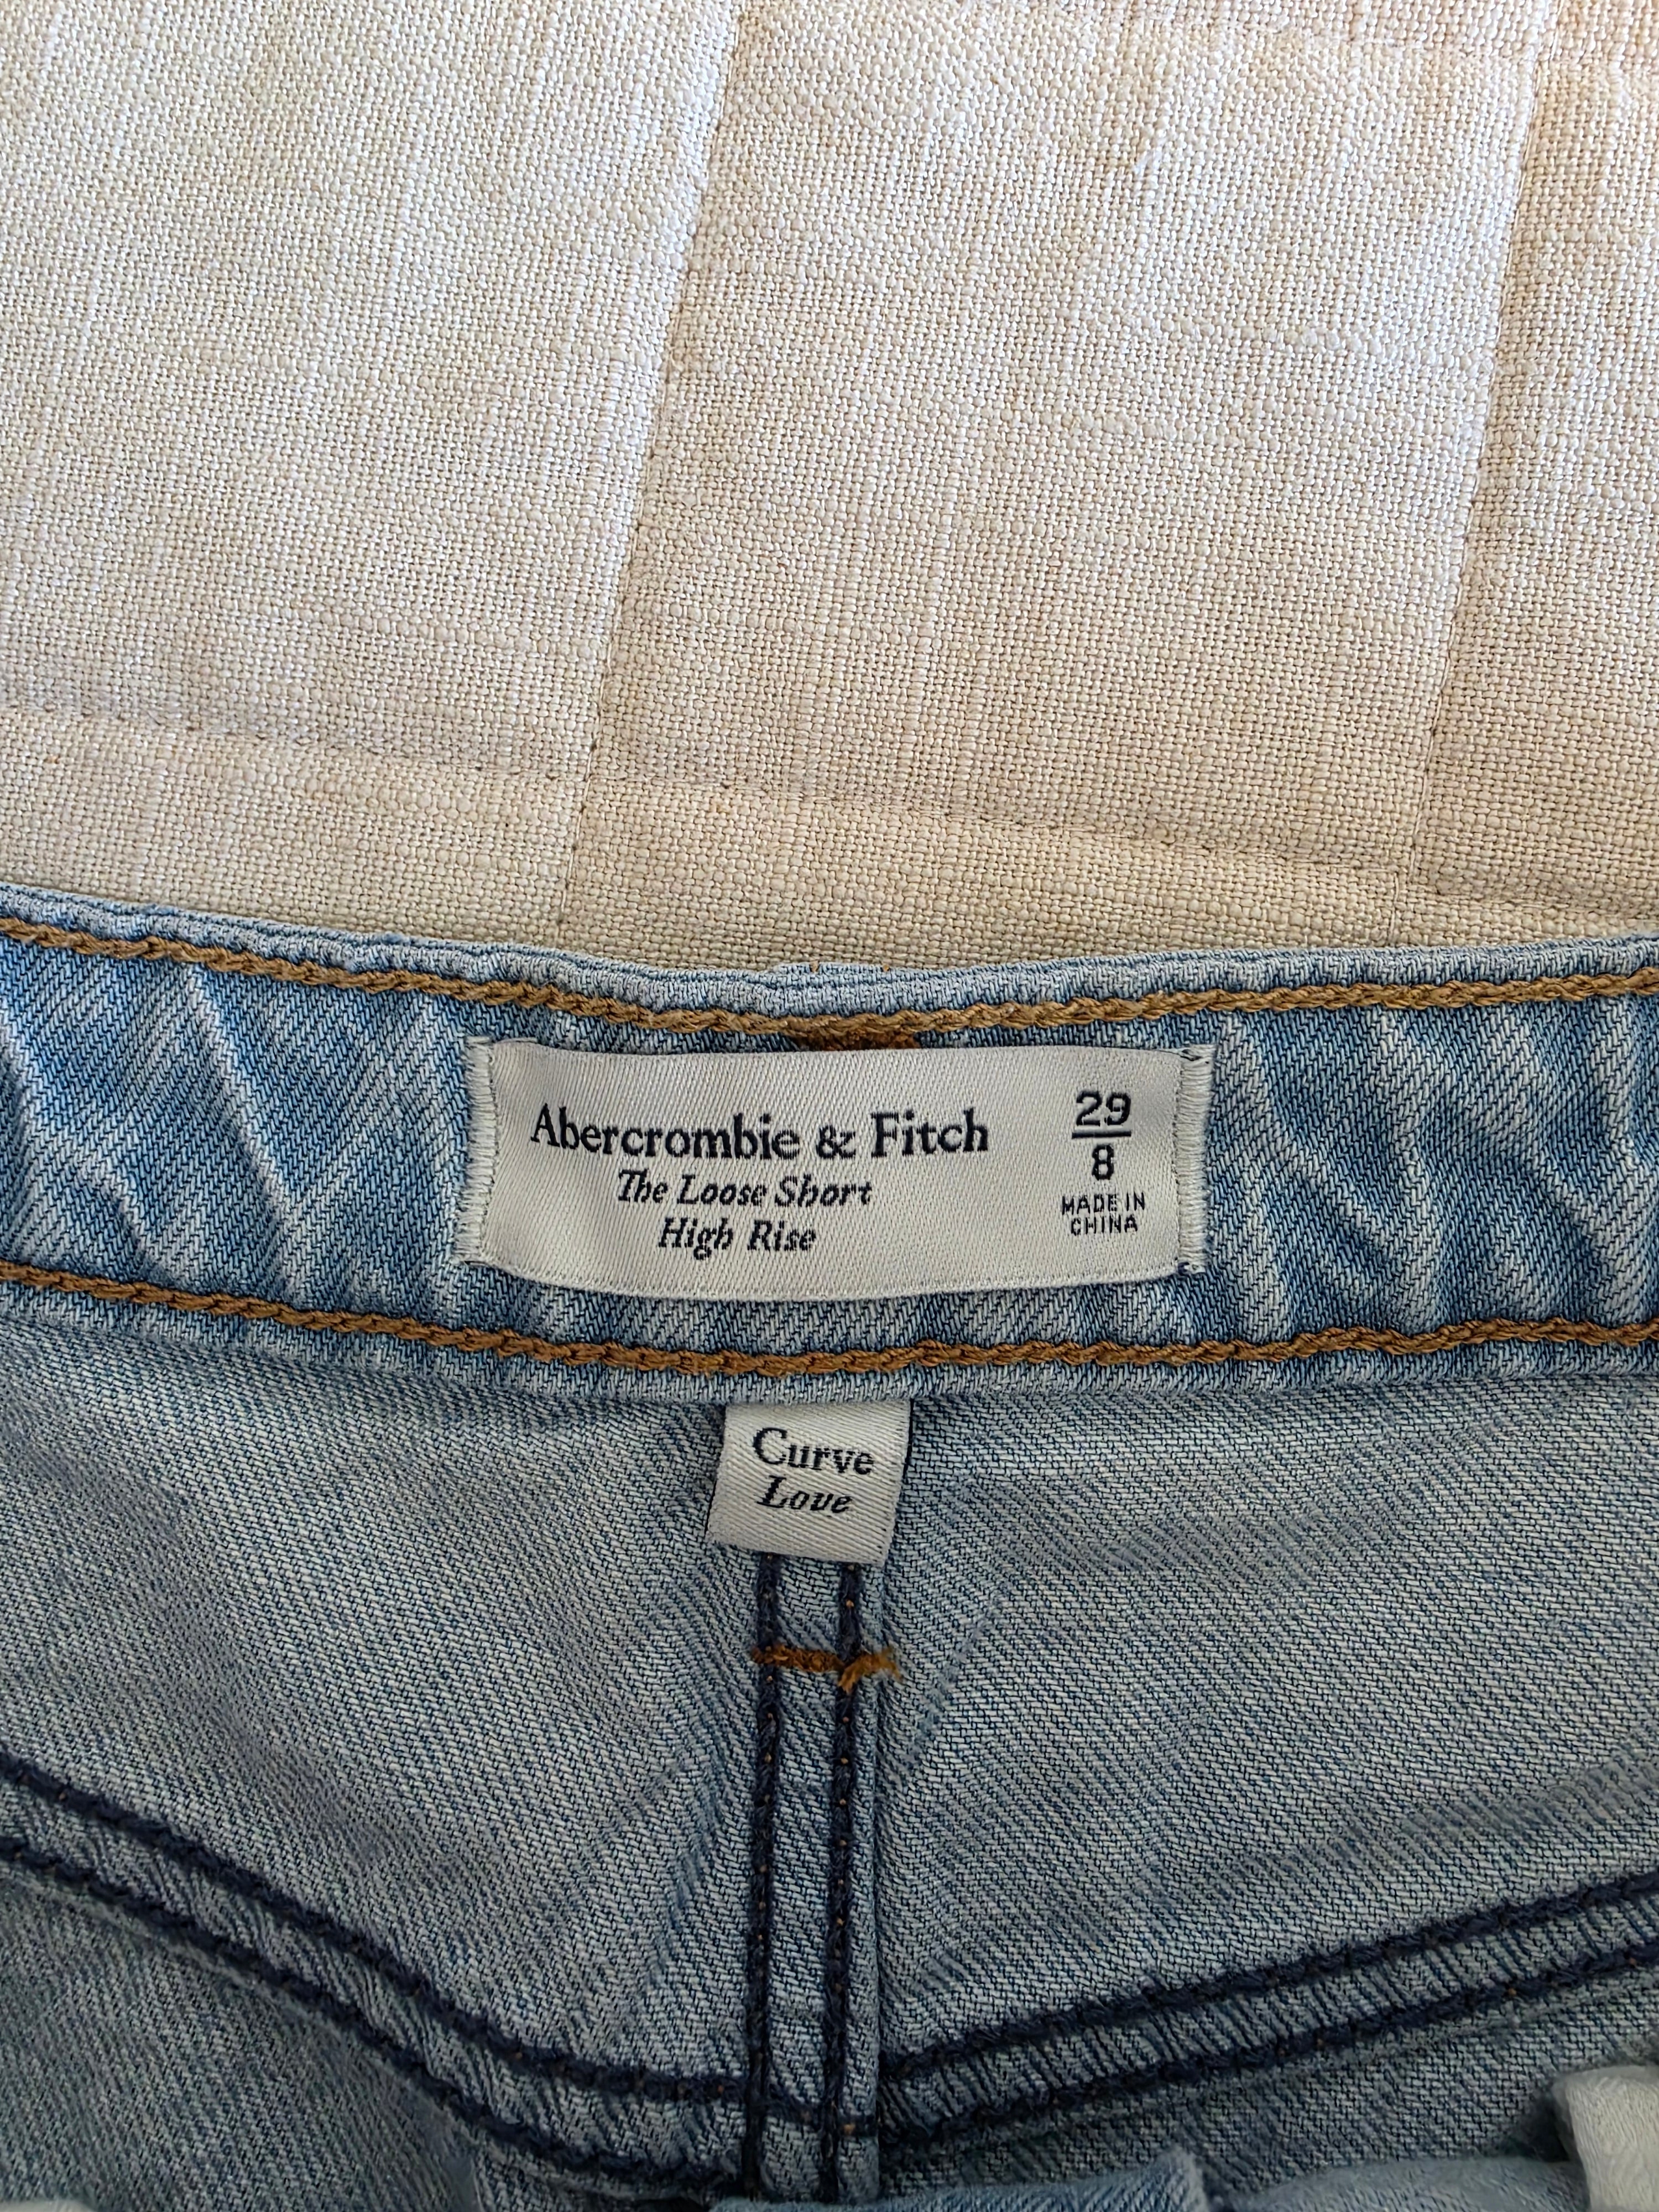 Abercrombie & Fitch
The Loose Short
High Rise
29
8
MADE IN
CHINA
Curve
Love